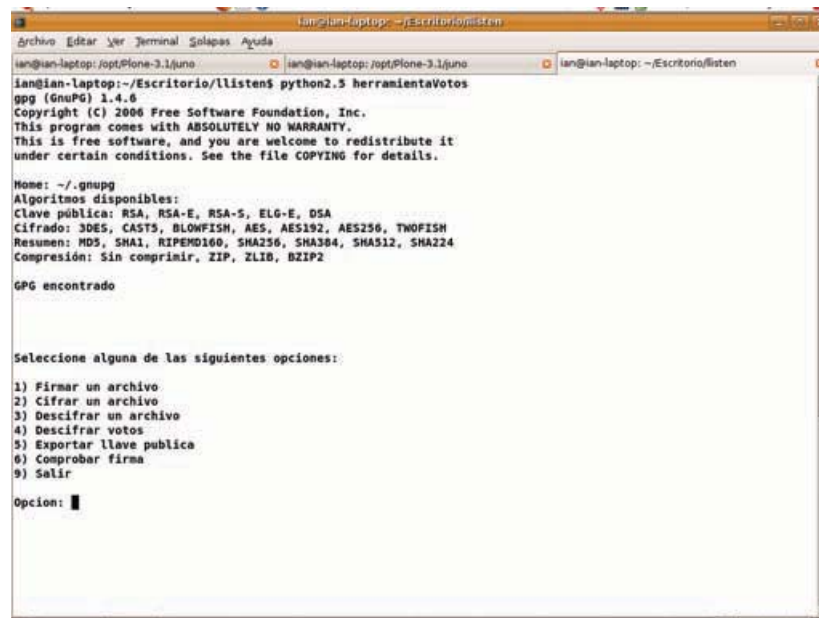 ian@ian-laptop: ~/Escritorio/llisten
Archivo Editar Ver Terminal Solapas Ayuda
ian@ian-laptop: /opt/Plone-3.1/juno
ian@ian-laptop: /opt/Plone-3.1/juno
ian@ian-laptop: ~/Escritorio/llisten
ian@ian-laptop:~/Escritorio/llisten$ python2.5 herramientaVotos
gpg (GnuPG) 1.4.6
Copyright (C) 2006 Free Software Foundation, Inc.
This program comes with ABSOLUTELY NO WARRANTY.
This is free software, and you are welcome to redistribute it
under certain conditions. See the file COPYING for details.
Home: ~/.gnupg
Algoritmos disponibles:
Clave pública: RSA, RSA-E, RSA-S, ELG-E, DSA
Cifrado: 3DES, CAST5, BLOWFISH, AES, AES192, AES256, TWOFISH
Resumen: MD5, SHA1, RIPEMD160, SHA256, SHA384, SHA512, SHA224
Compresión: Sin comprimir, ZIP, ZLIB, BZIP2
GPG encontrado
Seleccione alguna de las siguientes opciones:
1) Firmar un archivo
2) Cifrar un archivo
3) Descifrar un archivo
4) Descifrar votos
5) Exportar llave publica
6) Comprobar firma
9) Salir
Opcion: